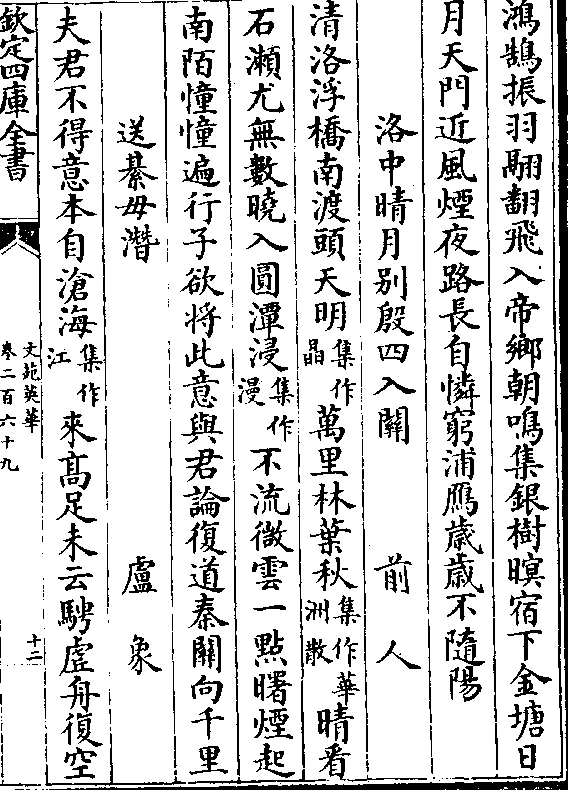 鴻鵠振羽翮翻飛入帝鄉朝鳴集銀樹暝宿下金塘日
月天門近風煙夜路長自憐窮浦鴈歲歲不隨陽
洛中晴月别殷四入關 前人
清洛浮橋南渡頭天明集作晶萬里林葉秋集作華洲散晴看
石瀬尤無數曉入圓潭浸集作漫不流微雲一點曙煙起
南陌憧憧遍行子欲將此意與君論復道秦關向千里
送綦毋潛 盧象
夫君不得意本自滄海集作江來髙足未云騁虚舟復空
欽定四庫全書
文苑英華
卷二百六十九
十二